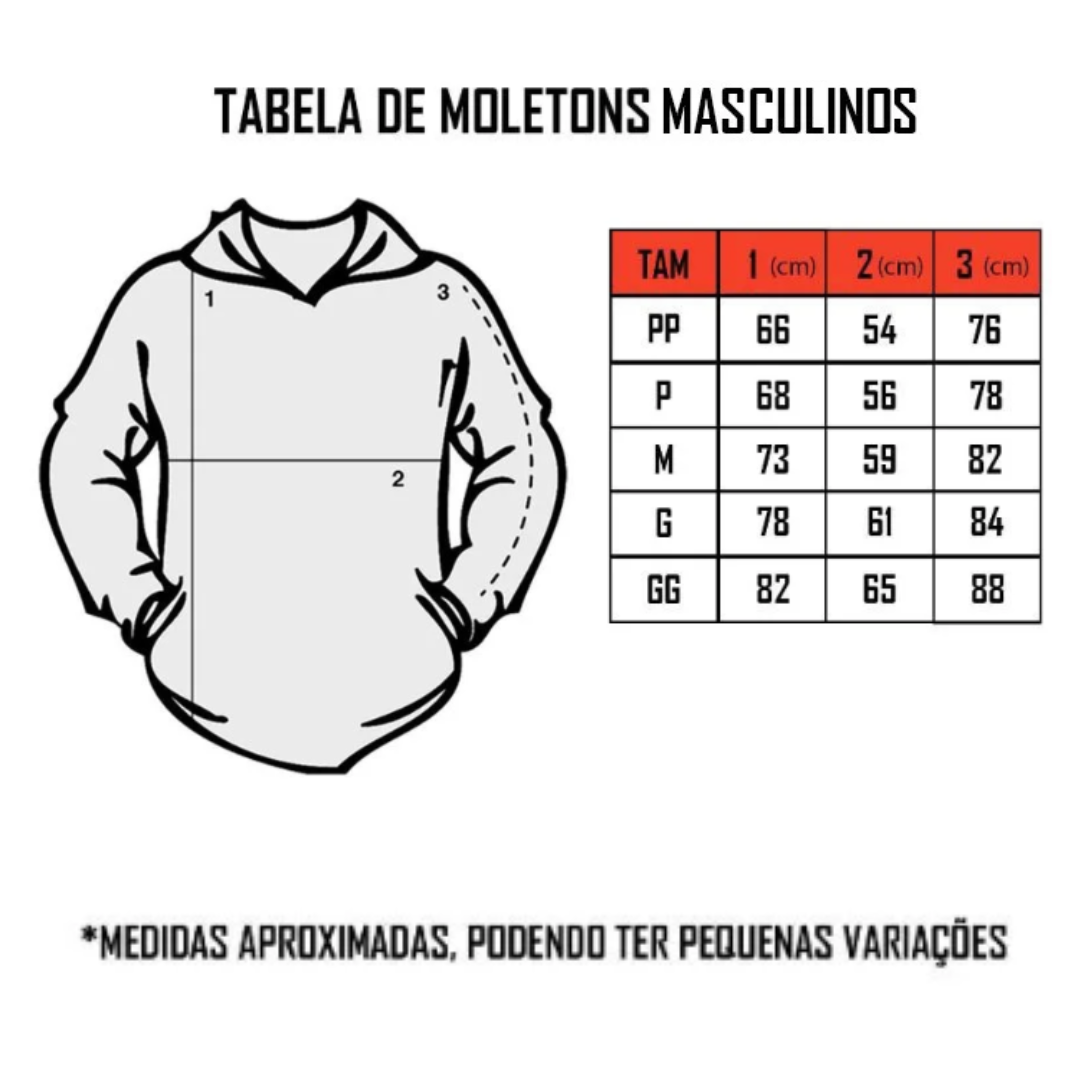 TABELA DE MOLETONS MASCULINOS
1
3
2
TAM 1 (cm) 2 (cm) 3 (cm)
PP 66 54 76
P 68 56 78
M 73 59 82
G 78 61 84
GG 82 65 88
*MEDIDAS APROXIMADAS, PODENDO TER PEQUENAS VARIAÇÕES